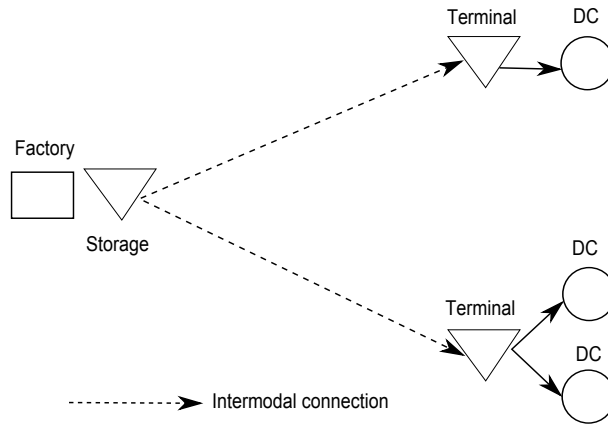 Terminal
DC
Factory
Storage
DC
Terminal
DC
Intermodal connection